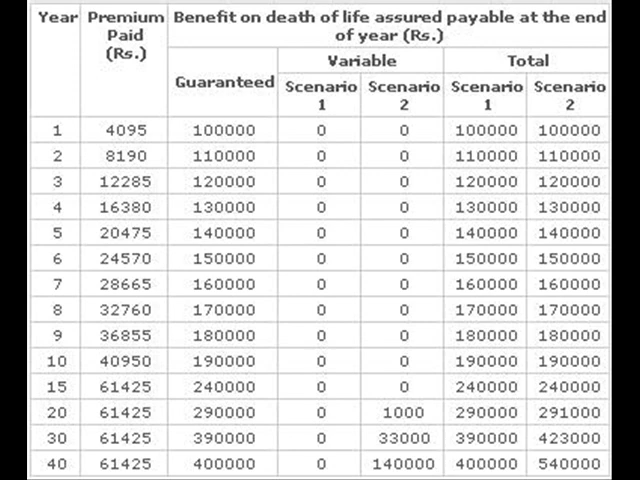 Year Premium Paid (Rs.) Benefit on death of life assured payable at the end of year (Rs.)
Guaranteed Variable Total
Scenario 1 Scenario 2 Scenario 1 Scenario 2
1 4095 100000 0 0 100000 100000
2 8190 110000 0 0 110000 110000
3 12285 120000 0 0 120000 120000
4 16380 130000 0 0 130000 130000
5 20475 140000 0 0 140000 140000
6 24570 150000 0 0 150000 150000
7 28665 160000 0 0 160000 160000
8 32760 170000 0 0 170000 170000
9 36855 180000 0 0 180000 180000
10 40950 190000 0 0 190000 190000
15 61425 240000 0 0 240000 240000
20 61425 290000 0 1000 290000 291000
30 61425 390000 0 33000 390000 423000
40 61425 400000 0 140000 400000 540000